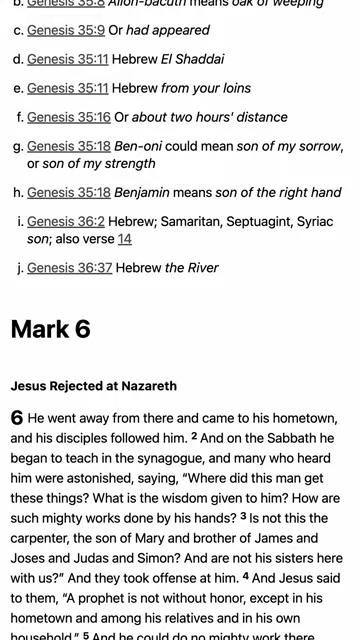 b. Genesis 35:8 Allon-bacuth means oak of weeping
c. Genesis 35:9 Or had appeared
d. Genesis 35:11 Hebrew El Shaddai
e. Genesis 35:11 Hebrew from your loins
f. Genesis 35:16 Or about two hours' distance
g. Genesis 35:18 Ben-oni could mean son of my sorrow,
or son of my strength
h. Genesis 35:18 Benjamin means son of the right hand
i. Genesis 36:2 Hebrew; Samaritan, Septuagint, Syriac
son; also verse 14
j. Genesis 36:37 Hebrew the River
Mark 6
Jesus Rejected at Nazareth
6 He went away from there and came to his hometown,
and his disciples followed him. 2 And on the Sabbath he
began to teach in the synagogue, and many who heard
him were astonished, saying, “Where did this man get
these things? What is the wisdom given to him? How are
such mighty works done by his hands? 3 Is not this the
carpenter, the son of Mary and brother of James and
Joses and Judas and Simon? And are not his sisters here
with us?” And they took offense at him. 4 And Jesus said
to them, “A prophet is not without honor, except in his
hometown and among his relatives and in his own
household.” 5 And he could do no mighty work there